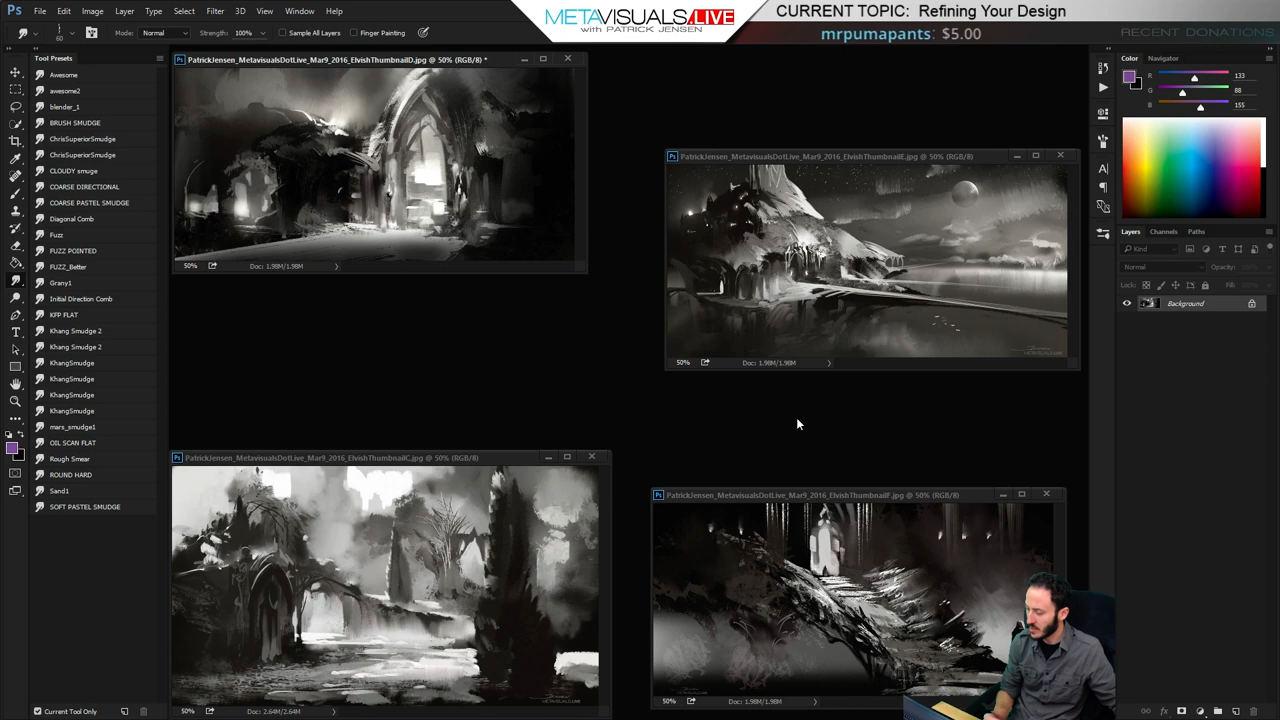 METAVISUALS.LIVE
with PATRICK JENSEN
CURRENT TOPIC: Refining Your Design
mrpumapants: $5.00
RECENT DONATIONS
Ps File Edit Image Layer Type Select Filter 3D View Window Help
60 Mode: Normal Strength: 100% Sample All Layers Finger Painting
Tool Presets
Awesome
awesome2
blender_1
BRUSH SMUDGE
ChrisSuperiorSmudge
ChrisSuperiorSmudge
CLOUDY smuge
COARSE DIRECTIONAL
COARSE PASTEL SMUDGE
Diagonal Comb
Fuzz
FUZZ POINTED
FUZZ_Better
Grany1
Initial Direction Comb
KFP FLAT
Khang Smudge 2
Khang Smudge 2
KhangSmudge
KhangSmudge
KhangSmudge
KhangSmudge
mars_smudge1
OIL SCAN FLAT
Rough Smear
ROUND HARD
Sand1
SOFT PASTEL SMUDGE
Current Tool Only
PatrickJensen_MetavisualsDotLive_Mar9_2016_ElvishThumbnailD.jpg @ 50% (RGB/8) *
50% Doc: 1.98M/1.98M
PatrickJensen_MetavisualsDotLive_Mar9_2016_ElvishThumbnailE.jpg @ 50% (RGB/8)
50% Doc: 1.98M/1.98M
PatrickJensen_MetavisualsDotLive_Mar9_2016_ElvishThumbnailC.jpg @ 50% (RGB/8)
50% Doc: 2.64M/2.64M
PatrickJensen_MetavisualsDotLive_Mar9_2016_ElvishThumbnailF.jpg @ 50% (RGB/8)
50% Doc: 1.98M/1.98M
Color Navigator
R 133
G 88
B 155
Layers Channels Paths
Kind
Normal Opacity: 100%
Lock: Fill:
Background